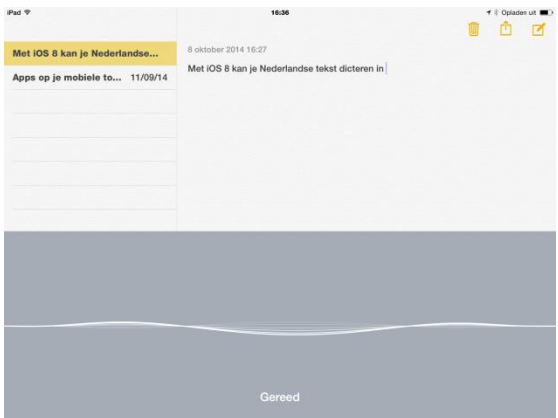 iPad 16:36 Opladen uit
8 oktober 2014 16:27
Met iOS 8 kan je Nederlandse...
Met iOS 8 kan je Nederlandse tekst dicteren in
Apps op je mobiele to... 11/09/14
Gereed